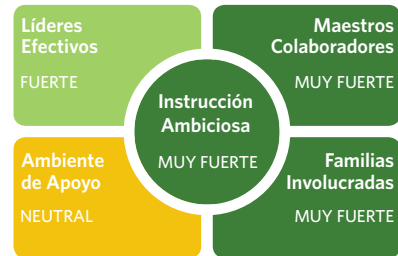 Líderes
Efectivos
FUERTE
Maestros
Colaboradores
MUY FUERTE
Instrucción
Ambiciosa
MUY FUERTE
Ambiente
de Apoyo
NEUTRAL
Familias
Involucradas
MUY FUERTE